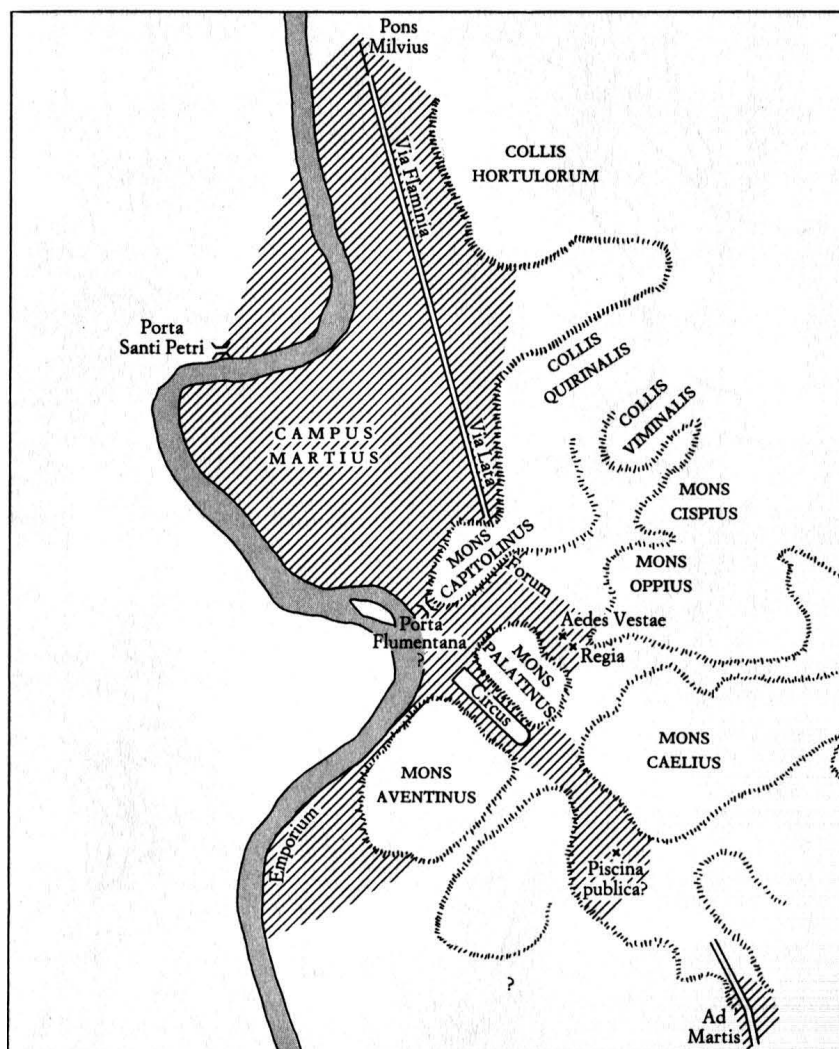 Pons
Milvius
Via Flaminia
COLLIS
HORTULORUM
Porta
Santi Petri
COLLIS
QUIRINALIS
COLLIS
VIMINALIS
CAMPUS
MARTIUS
Via Lata
MONS
CISPIUS
MONS
CAPITOLINUS
Forum
MONS
OPPIUS
Porta
Flumentana
?
Aedes Vestae
Regia
MONS
PALATINUS
Circus
MONS
CAELIUS
MONS
AVENTINUS
Emporium
Piscina
publica?
?
Ad
Martis